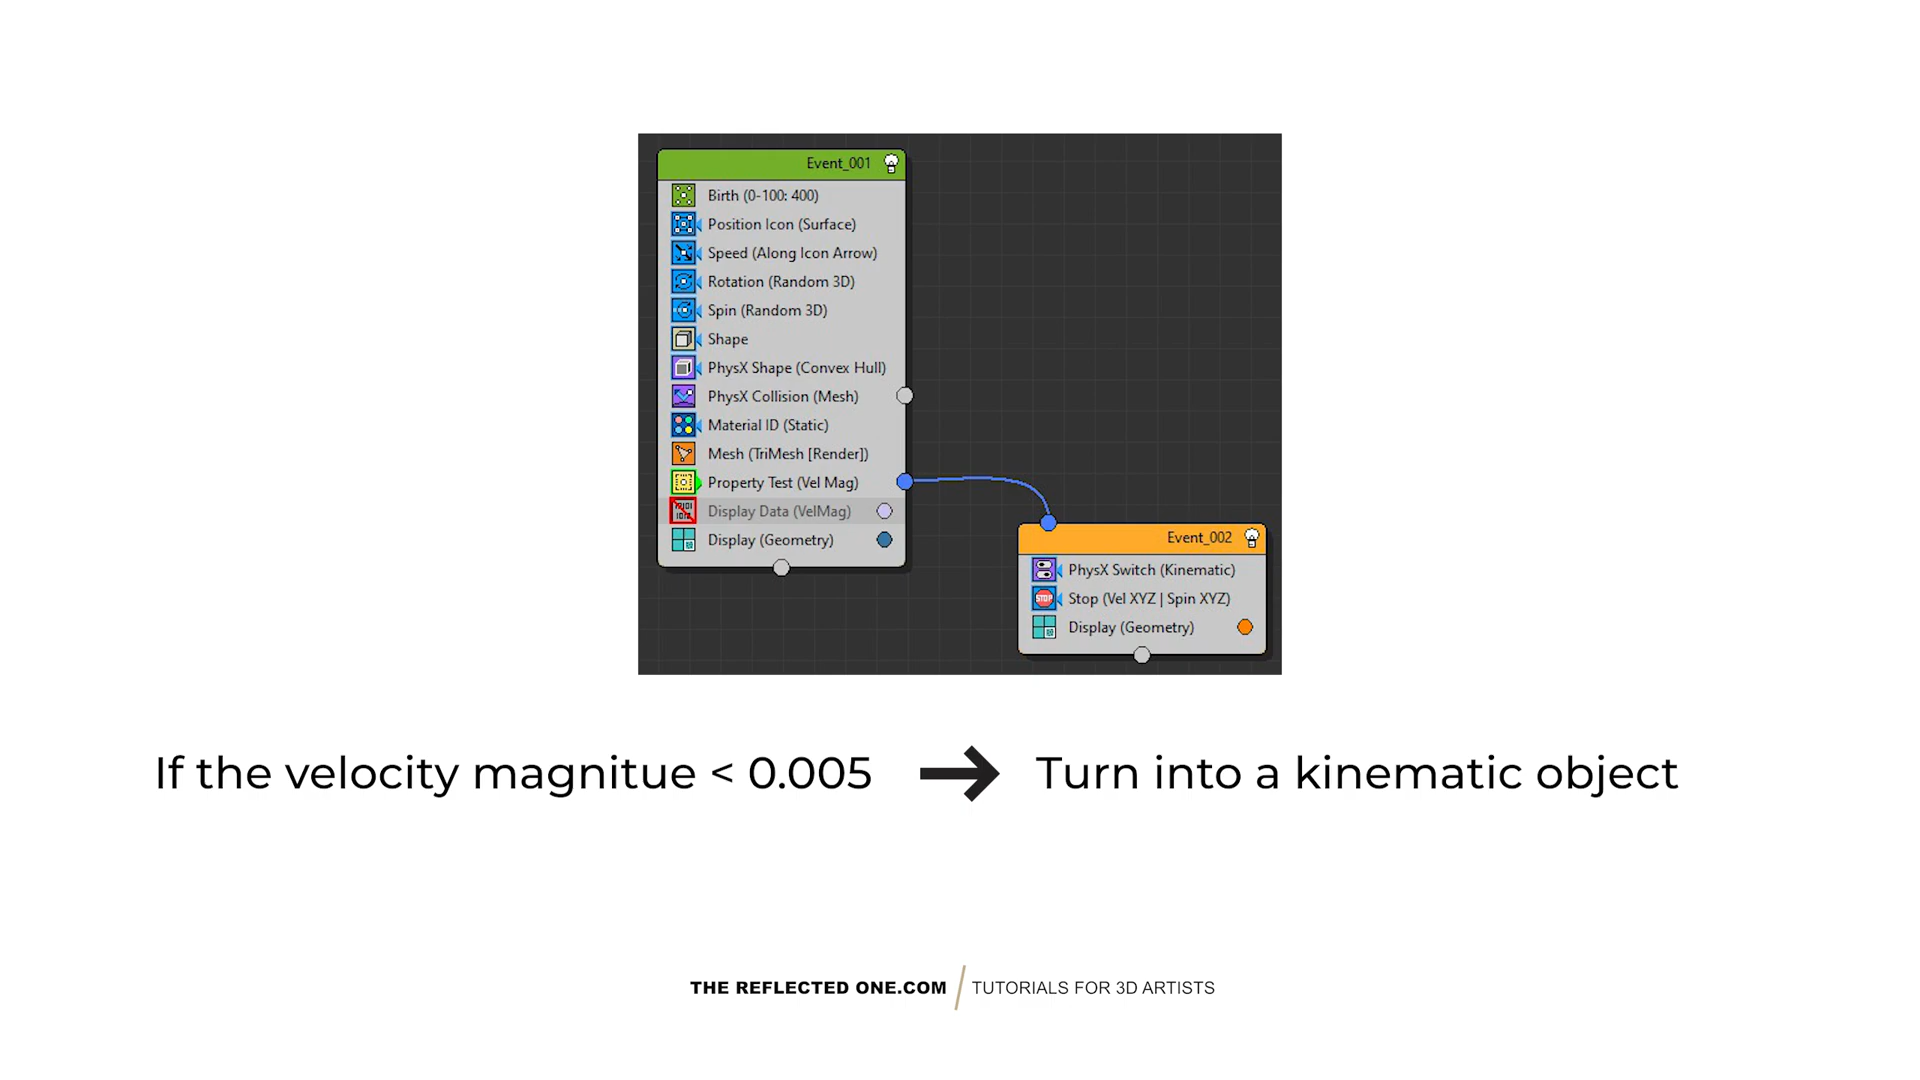 Event_001
Birth (0-100: 400)
Position Icon (Surface)
Speed (Along Icon Arrow)
Rotation (Random 3D)
Spin (Random 3D)
Shape
PhysX Shape (Convex Hull)
PhysX Collision (Mesh)
Material ID (Static)
Mesh (TriMesh [Render])
Property Test (Vel Mag)
Display Data (VelMag)
Display (Geometry)
Event_002
PhysX Switch (Kinematic)
STOP Stop (Vel XYZ | Spin XYZ)
Display (Geometry)
If the velocity magnitue < 0.005 → Turn into a kinematic object
THE REFLECTED ONE.COM / TUTORIALS FOR 3D ARTISTS